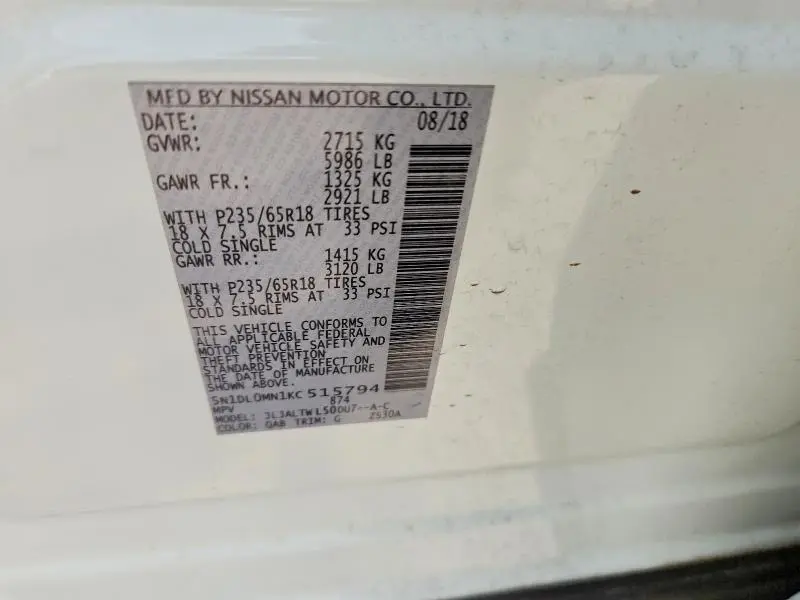 MFD BY NISSAN MOTOR CO., LTD.
DATE: 08/18
GVWR: 2715 KG
5986 LB
GAWR FR.: 1325 KG
2921 LB
WITH P235/65R18 TIRES
18 X 7.5 RIMS AT 33 PSI
COLD SINGLE
GAWR RR.: 1415 KG
3120 LB
WITH P235/65R18 TIRES
18 X 7.5 RIMS AT 33 PSI
COLD SINGLE
THIS VEHICLE CONFORMS TO
ALL APPLICABLE FEDERAL
MOTOR VEHICLE SAFETY AND
THEFT PREVENTION
STANDARDS IN EFFECT ON
THE DATE OF MANUFACTURE
SHOWN ABOVE.
5N1DL0MN1KC515794
MPV 874
MODEL: 3L3ALTWL50DU7--A-C
COLOR: QAB TRIM: G Z530A